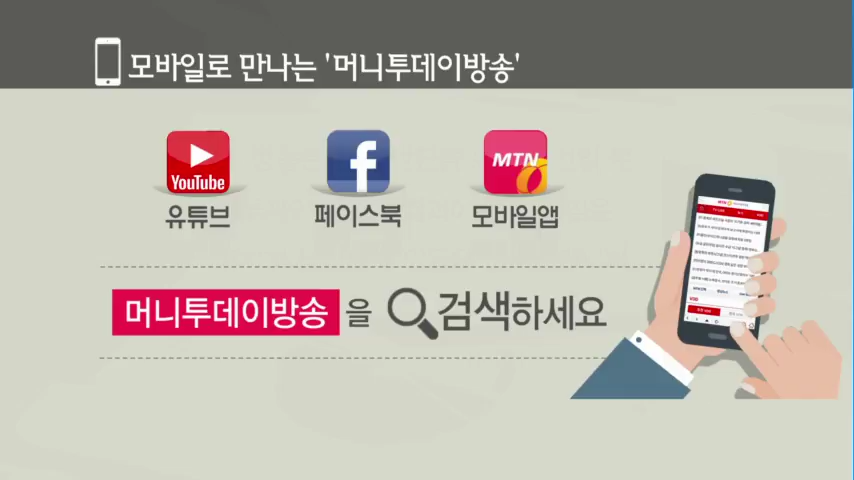 모바일로 만나는 '머니투데이방송'
YouTube
MTN
유튜브 페이스북 모바일앱
MTN
머니투데이방송 을 검색하세요